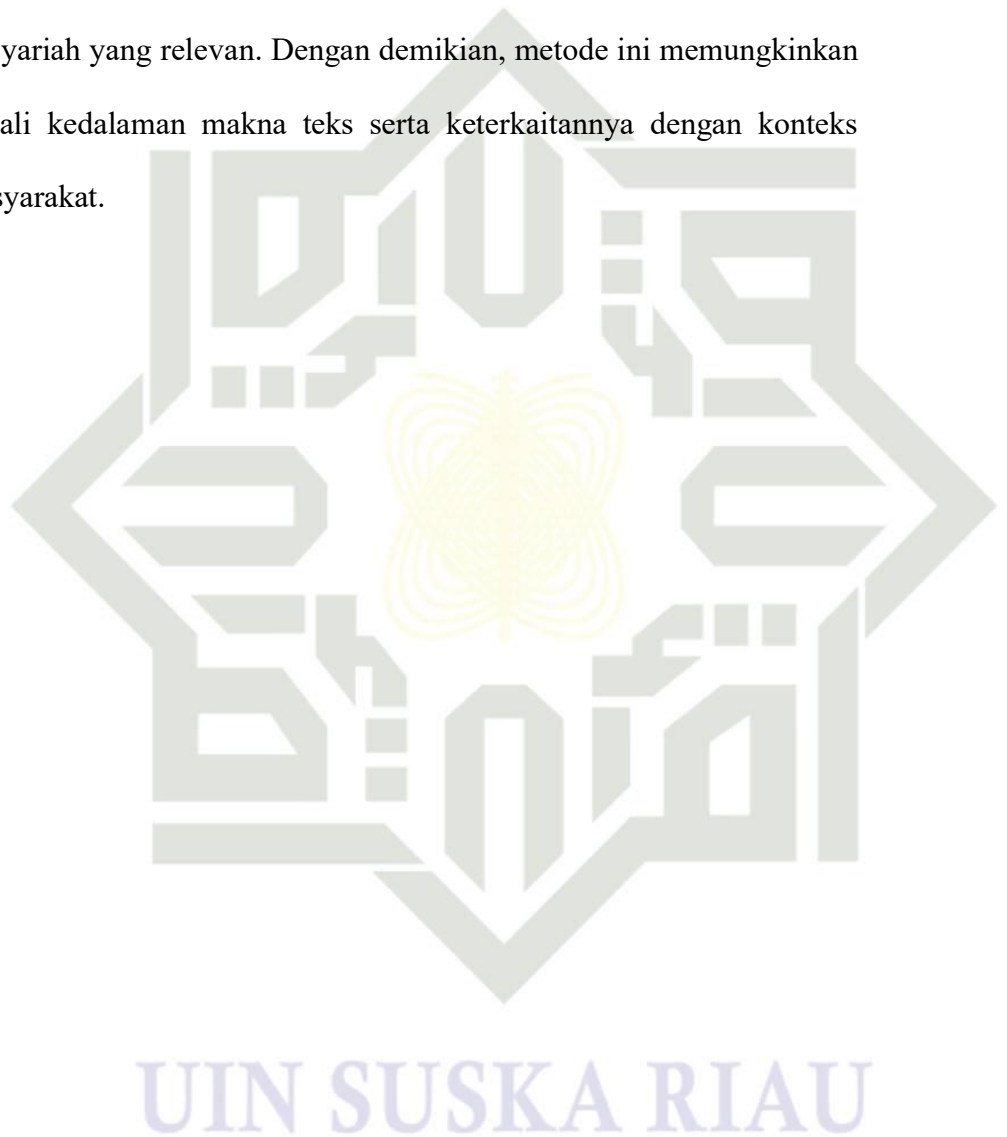 yariah yang relevan. Dengan demikian, metode ini memungkinkan
ali kedalaman makna teks serta keterkaitannya dengan konteks
syarakat.
UIN SUSKA RIAU